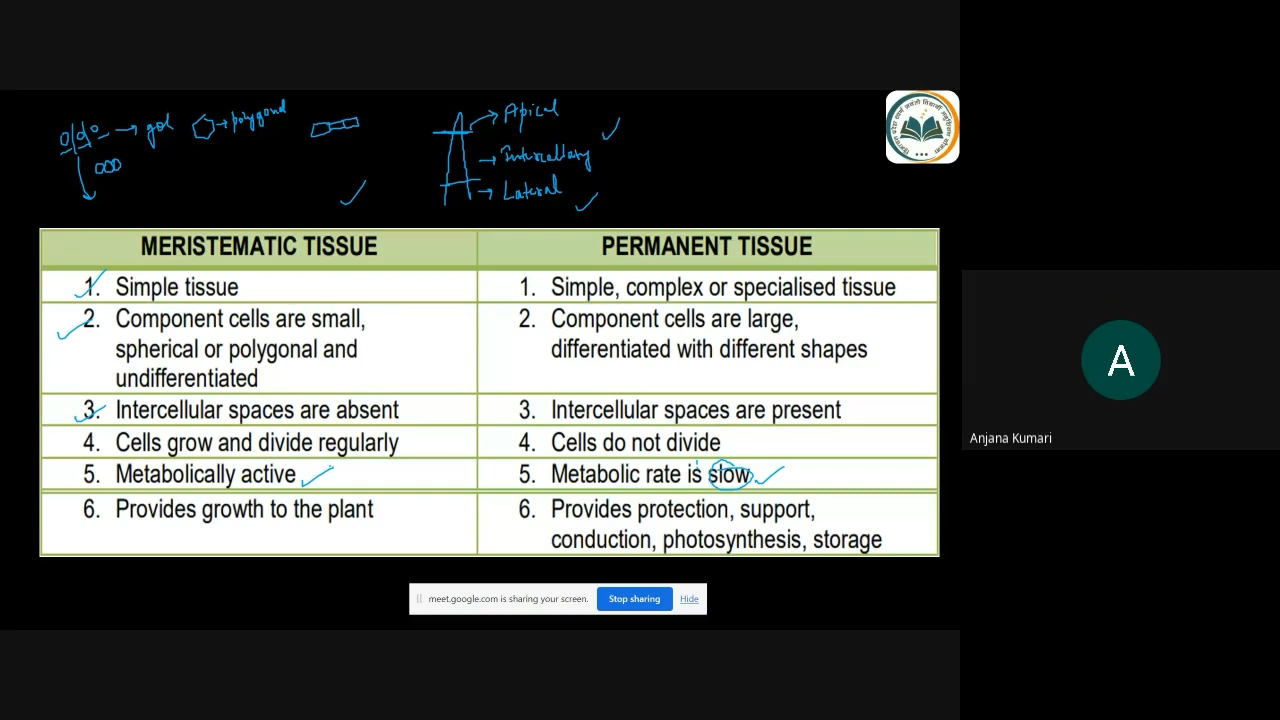 gol
polygonal
Apical
Intercallary
Lateral
MERISTEMATIC TISSUE
PERMANENT TISSUE
1. Simple tissue
1. Simple, complex or specialised tissue
2. Component cells are small,
spherical or polygonal and
undifferentiated
2. Component cells are large,
differentiated with different shapes
3. Intercellular spaces are absent
3. Intercellular spaces are present
4. Cells grow and divide regularly
4. Cells do not divide
5. Metabolically active
5. Metabolic rate is slow
6. Provides growth to the plant
6. Provides protection, support,
conduction, photosynthesis, storage
A
Anjana Kumari
meet.google.com is sharing your screen.
Stop sharing
Hide